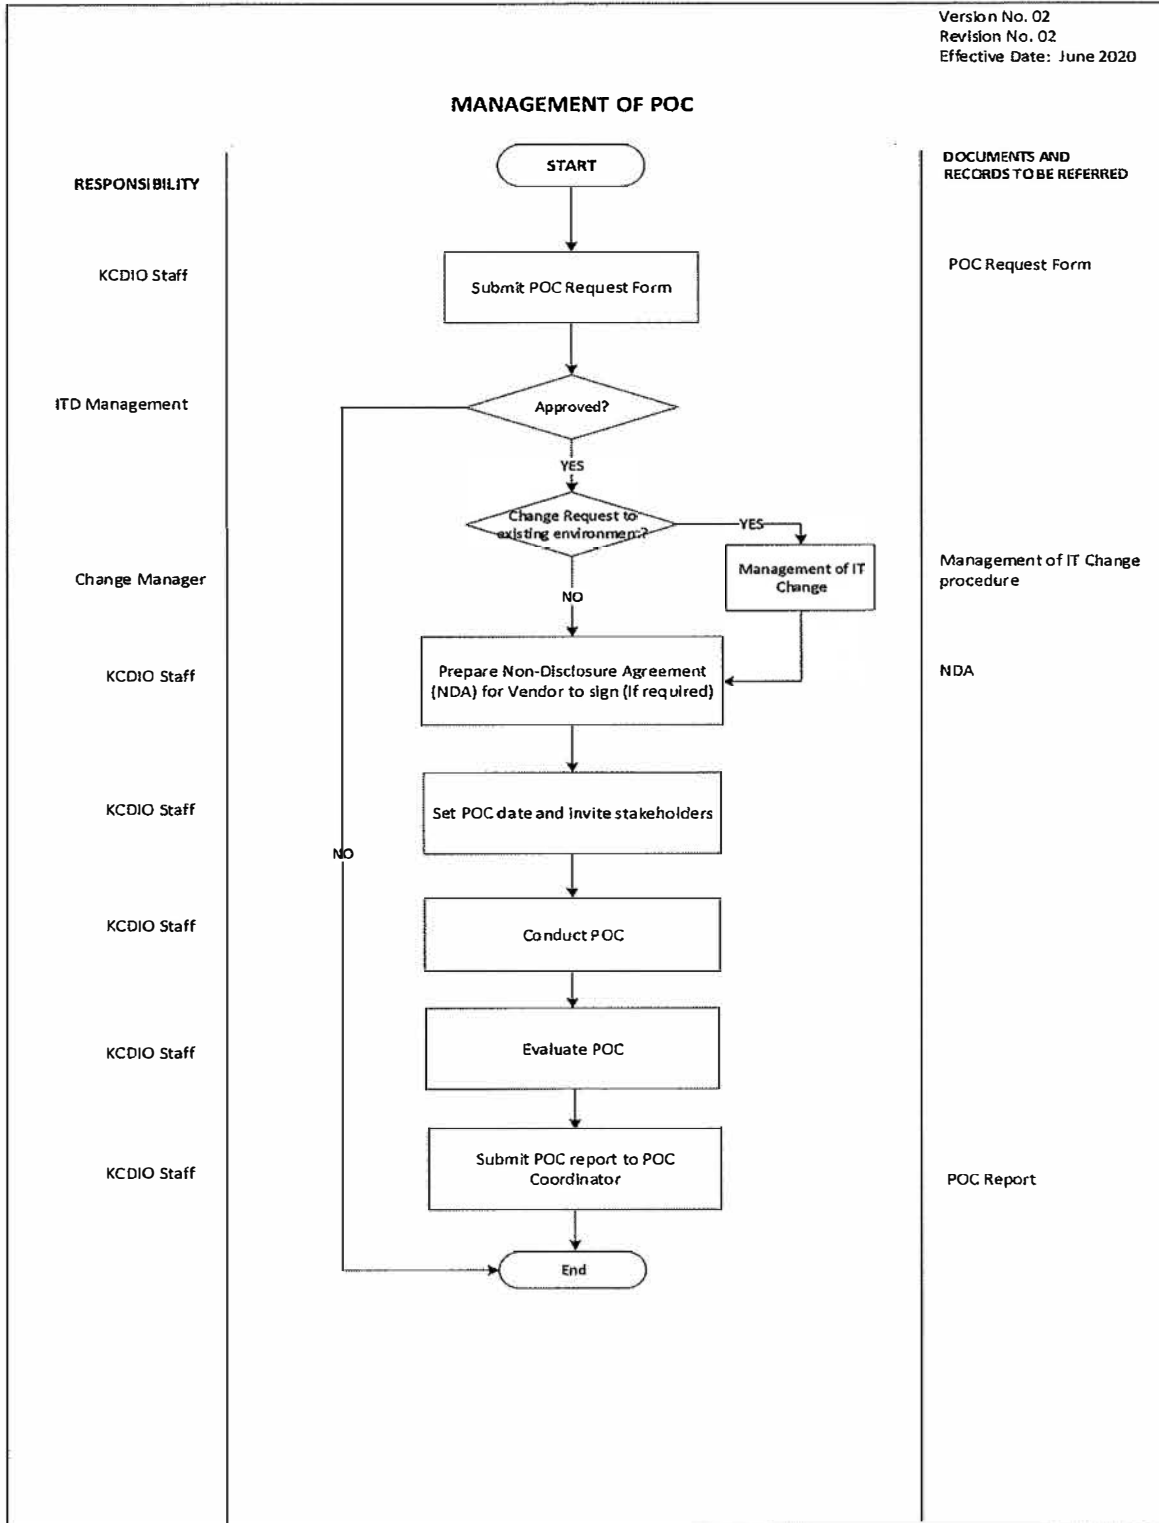 Version No. 02
Revision No. 02
Effective Date: June 2020
MANAGEMENT OF POC
START
DOCUMENTS AND
RECORDS TO BE REFERRED
RESPONSIBILITY
KCDIO Staff
Submit POC Request Form
POC Request Form
ITD Management
Approved?
YES
Change Request to
existing environment?
YES
Change Manager
Management of IT
Change
Management of IT Change
procedure
NO
KCDIO Staff
Prepare Non-Disclosure Agreement
(NDA) for Vendor to sign (If required)
NDA
KCDIO Staff
Set POC date and Invite stakeholders
NO
KCDIO Staff
Conduct POC
KCDIO Staff
Evaluate POC
KCDIO Staff
Submit POC report to POC
Coordinator
POC Report
End